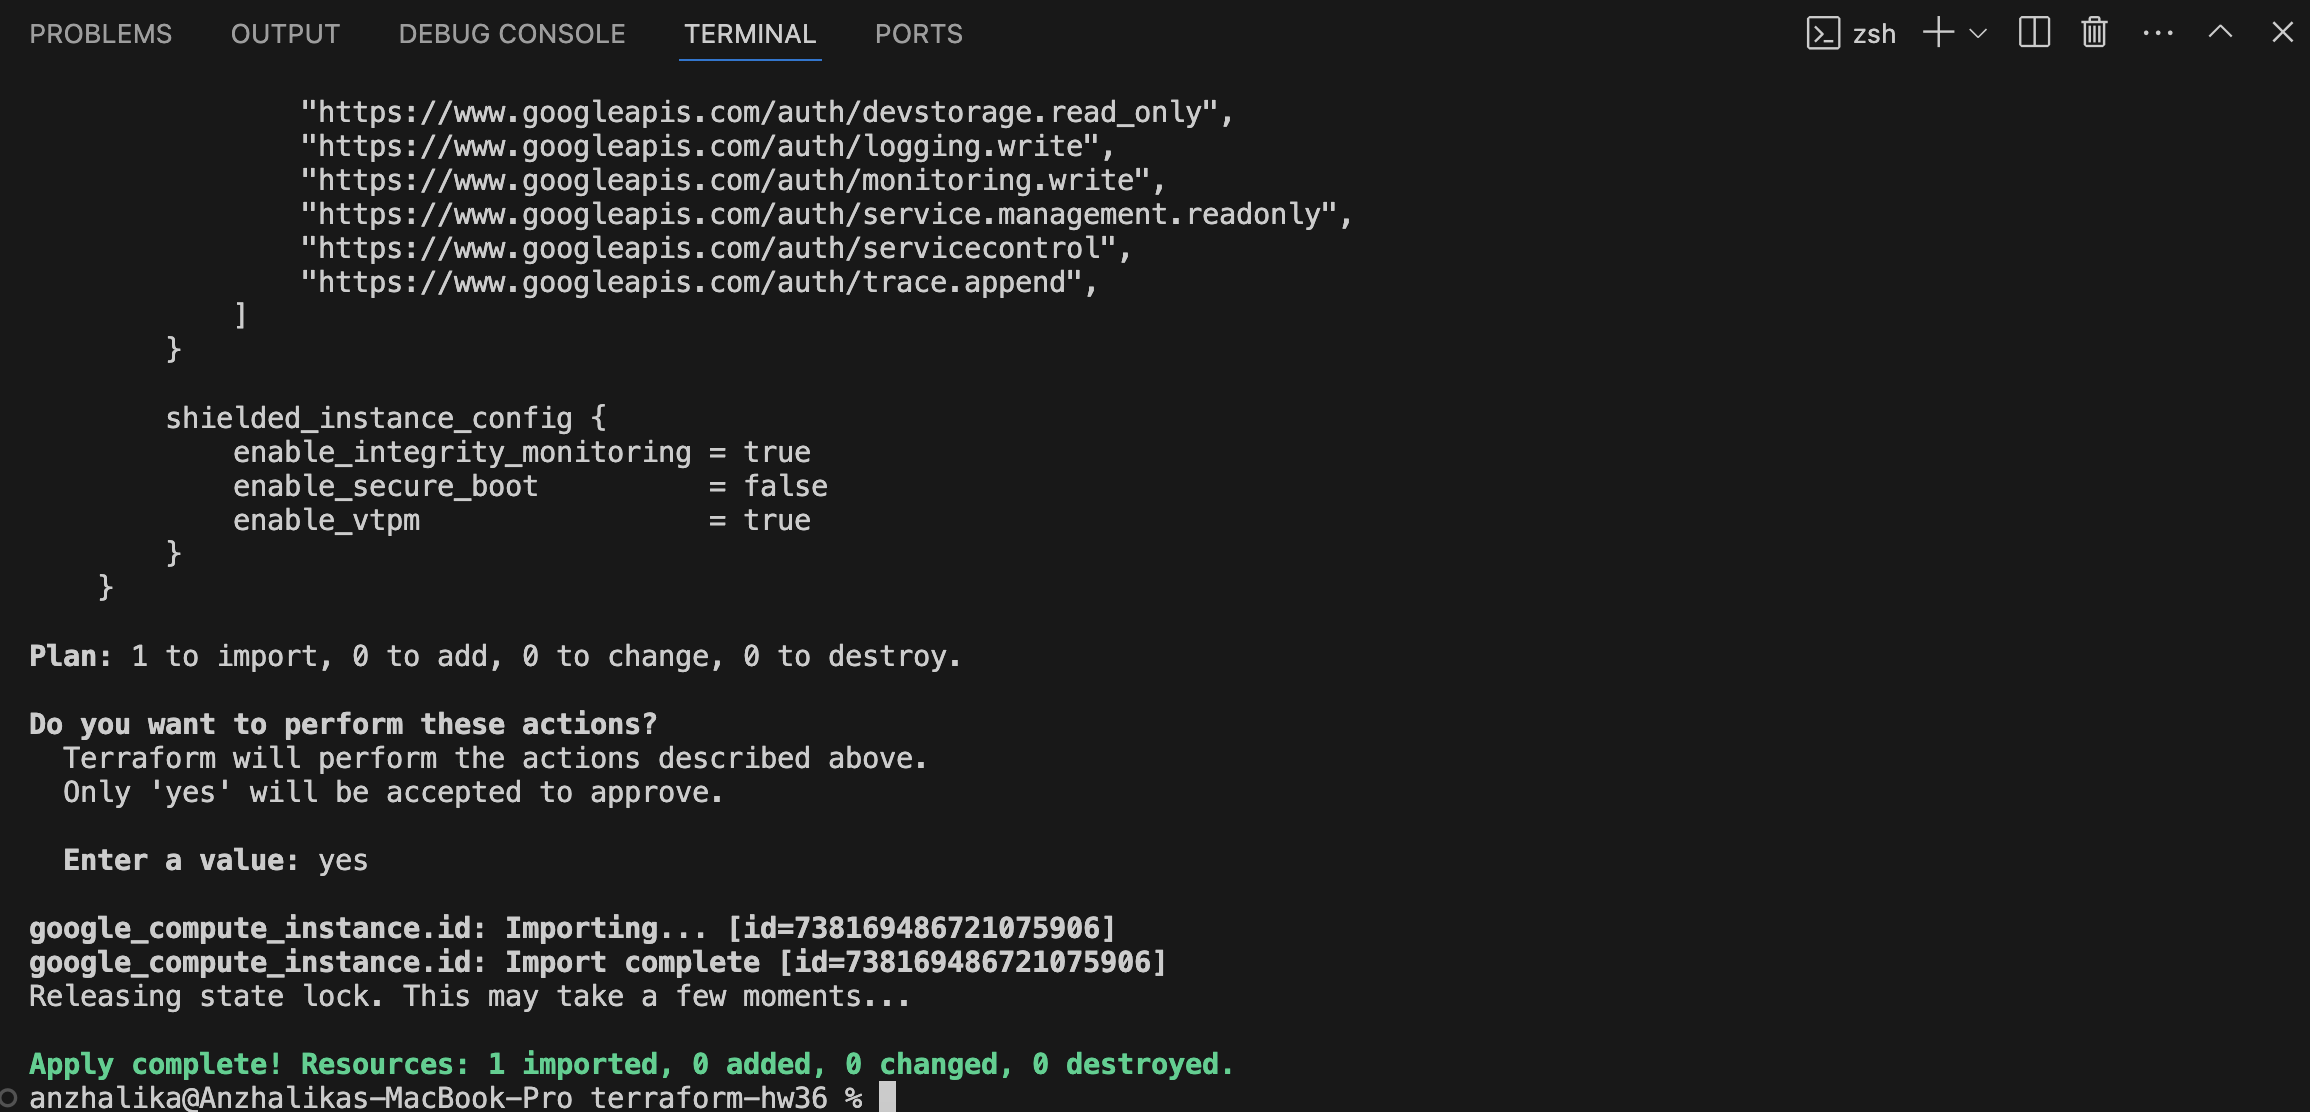 PROBLEMS OUTPUT DEBUG CONSOLE TERMINAL PORTS zsh
"https://www.googleapis.com/auth/devstorage.read_only",
"https://www.googleapis.com/auth/logging.write",
"https://www.googleapis.com/auth/monitoring.write",
"https://www.googleapis.com/auth/service.management.readonly",
"https://www.googleapis.com/auth/servicecontrol",
"https://www.googleapis.com/auth/trace.append",
]
}
shielded_instance_config {
enable_integrity_monitoring = true
enable_secure_boot = false
enable_vtpm = true
}
}
Plan: 1 to import, 0 to add, 0 to change, 0 to destroy.
Do you want to perform these actions?
Terraform will perform the actions described above.
Only 'yes' will be accepted to approve.
Enter a value: yes
google_compute_instance.id: Importing... [id=738169486721075906]
google_compute_instance.id: Import complete [id=738169486721075906]
Releasing state lock. This may take a few moments...
Apply complete! Resources: 1 imported, 0 added, 0 changed, 0 destroyed.
anzhalika@Anzhalikas-MacBook-Pro terraform-hw36 %